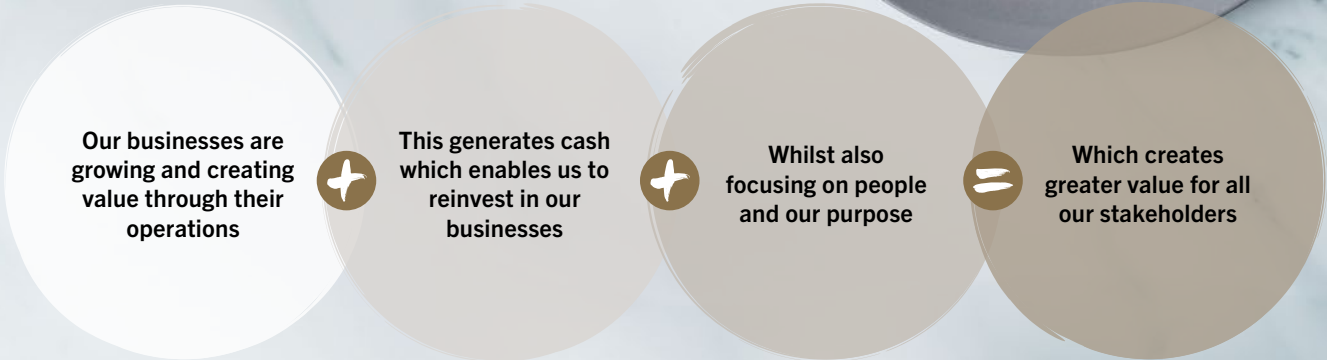 Our businesses are
growing and creating
value through their
operations
+
This generates cash
which enables us to
reinvest in our
businesses
+
Whilst also
focusing on people
and our purpose
=
Which creates
greater value for all
our stakeholders